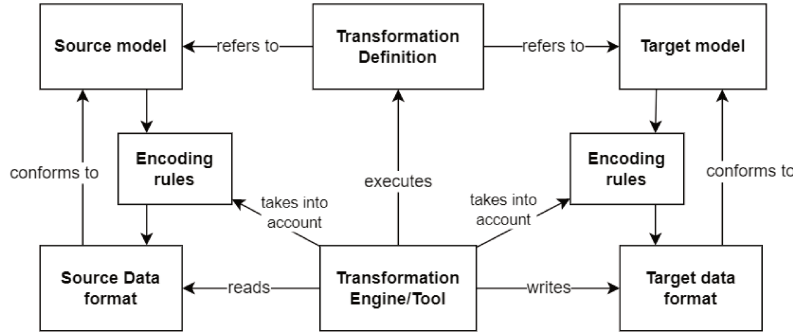 Source model
refers to
Transformation
Definition
refers to
Target model
conforms to
Encoding
rules
takes into
account
executes
takes into
account
Encoding
rules
conforms to
Source Data
format
reads
Transformation
Engine/Tool
writes
Target data
format